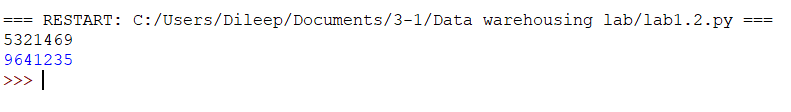 === RESTART: C:/Users/Dileep/Documents/3-1/Data warehousing lab/lab1.2.py ===
5321469
9641235
>>>